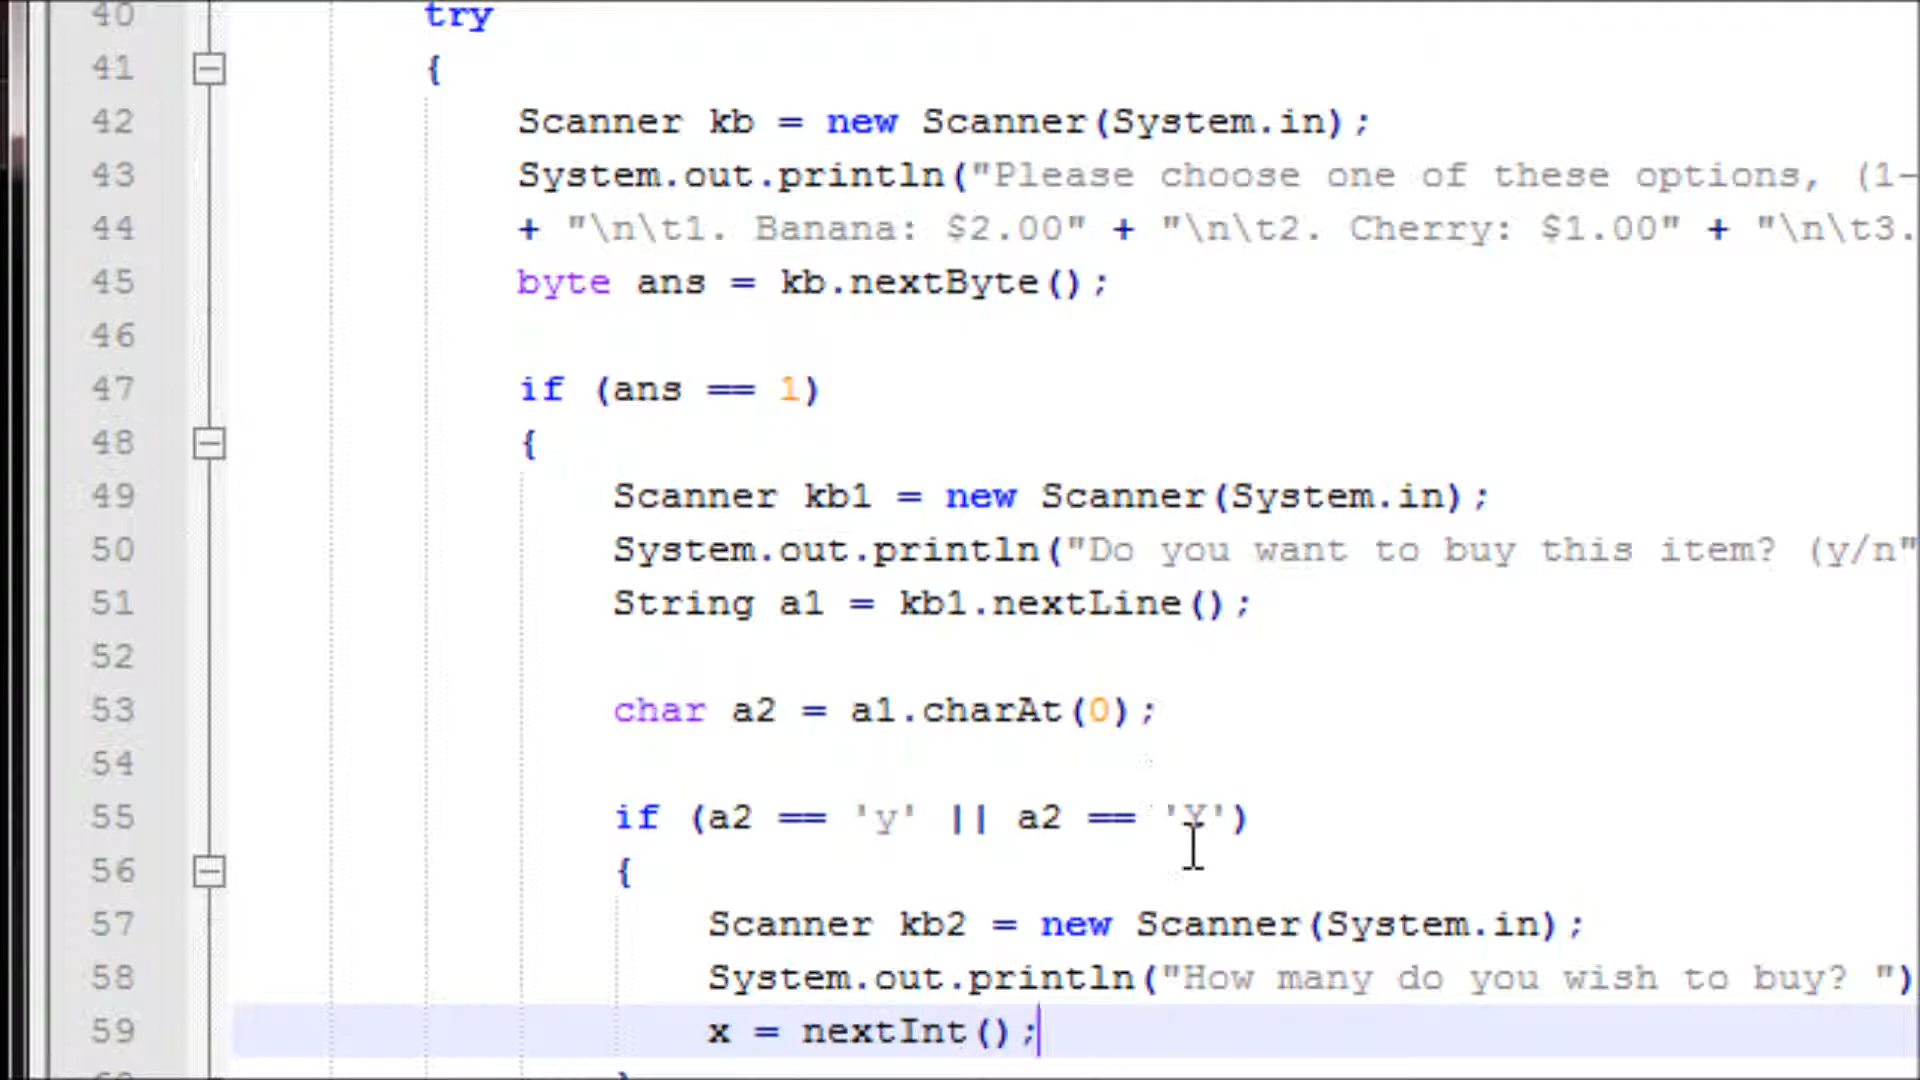 40 try
41 {
42 Scanner kb = new Scanner(System.in);
43 System.out.println("Please choose one of these options, (1-
44 + "\n\t1. Banana: $2.00" + "\n\t2. Cherry: $1.00" + "\n\t3.
45 byte ans = kb.nextByte();
46
47 if (ans == 1)
48 {
49 Scanner kb1 = new Scanner(System.in);
50 System.out.println("Do you want to buy this item? (y/n"
51 String a1 = kb1.nextLine();
52
53 char a2 = a1.charAt(0);
54
55 if (a2 == 'y' || a2 == 'Y')
56 {
57 Scanner kb2 = new Scanner(System.in);
58 System.out.println("How many do you wish to buy? ")
59 x = nextInt();